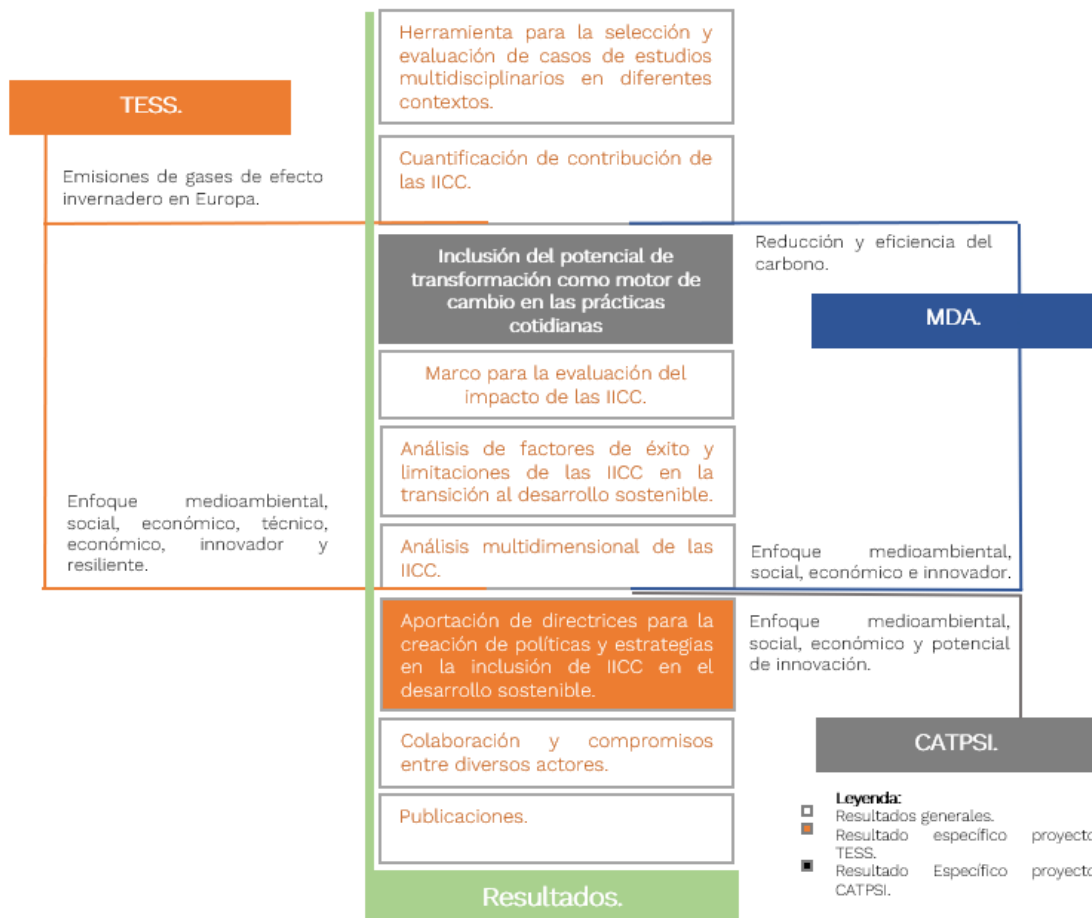 Herramienta para la selección y
evaluación de casos de estudios
multidisciplinarios en diferentes
contextos.
TESS.
Cuantificación de contribución de
las IICC.
Emisiones de gases de efecto
invernadero en Europa.
Reducción y eficiencia del
carbono.
Inclusión del potencial de
transformación como motor de
cambio en las prácticas
cotidianas
MDA.
Marco para la evaluación del
impacto de las IICC.
Análisis de factores de éxito y
limitaciones de las IICC en la
transición al desarrollo sostenible.
Enfoque medioambiental,
social, económico, técnico,
económico, innovador y
resiliente.
Análisis multidimensional de las
IICC.
Enfoque medioambiental,
social, económico e innovador.
Aportación de directrices para la
creación de políticas y estrategias
en la inclusión de IICC en el
desarrollo sostenible.
Enfoque medioambiental,
social, económico y potencial
de innovación.
Colaboración y compromisos
entre diversos actores.
CATPSI.
Publicaciones.
Leyenda:
Resultados generales.
Resultado específico proyecto
TESS.
Resultado Específico proyecto
CATPSI.
Resultados.